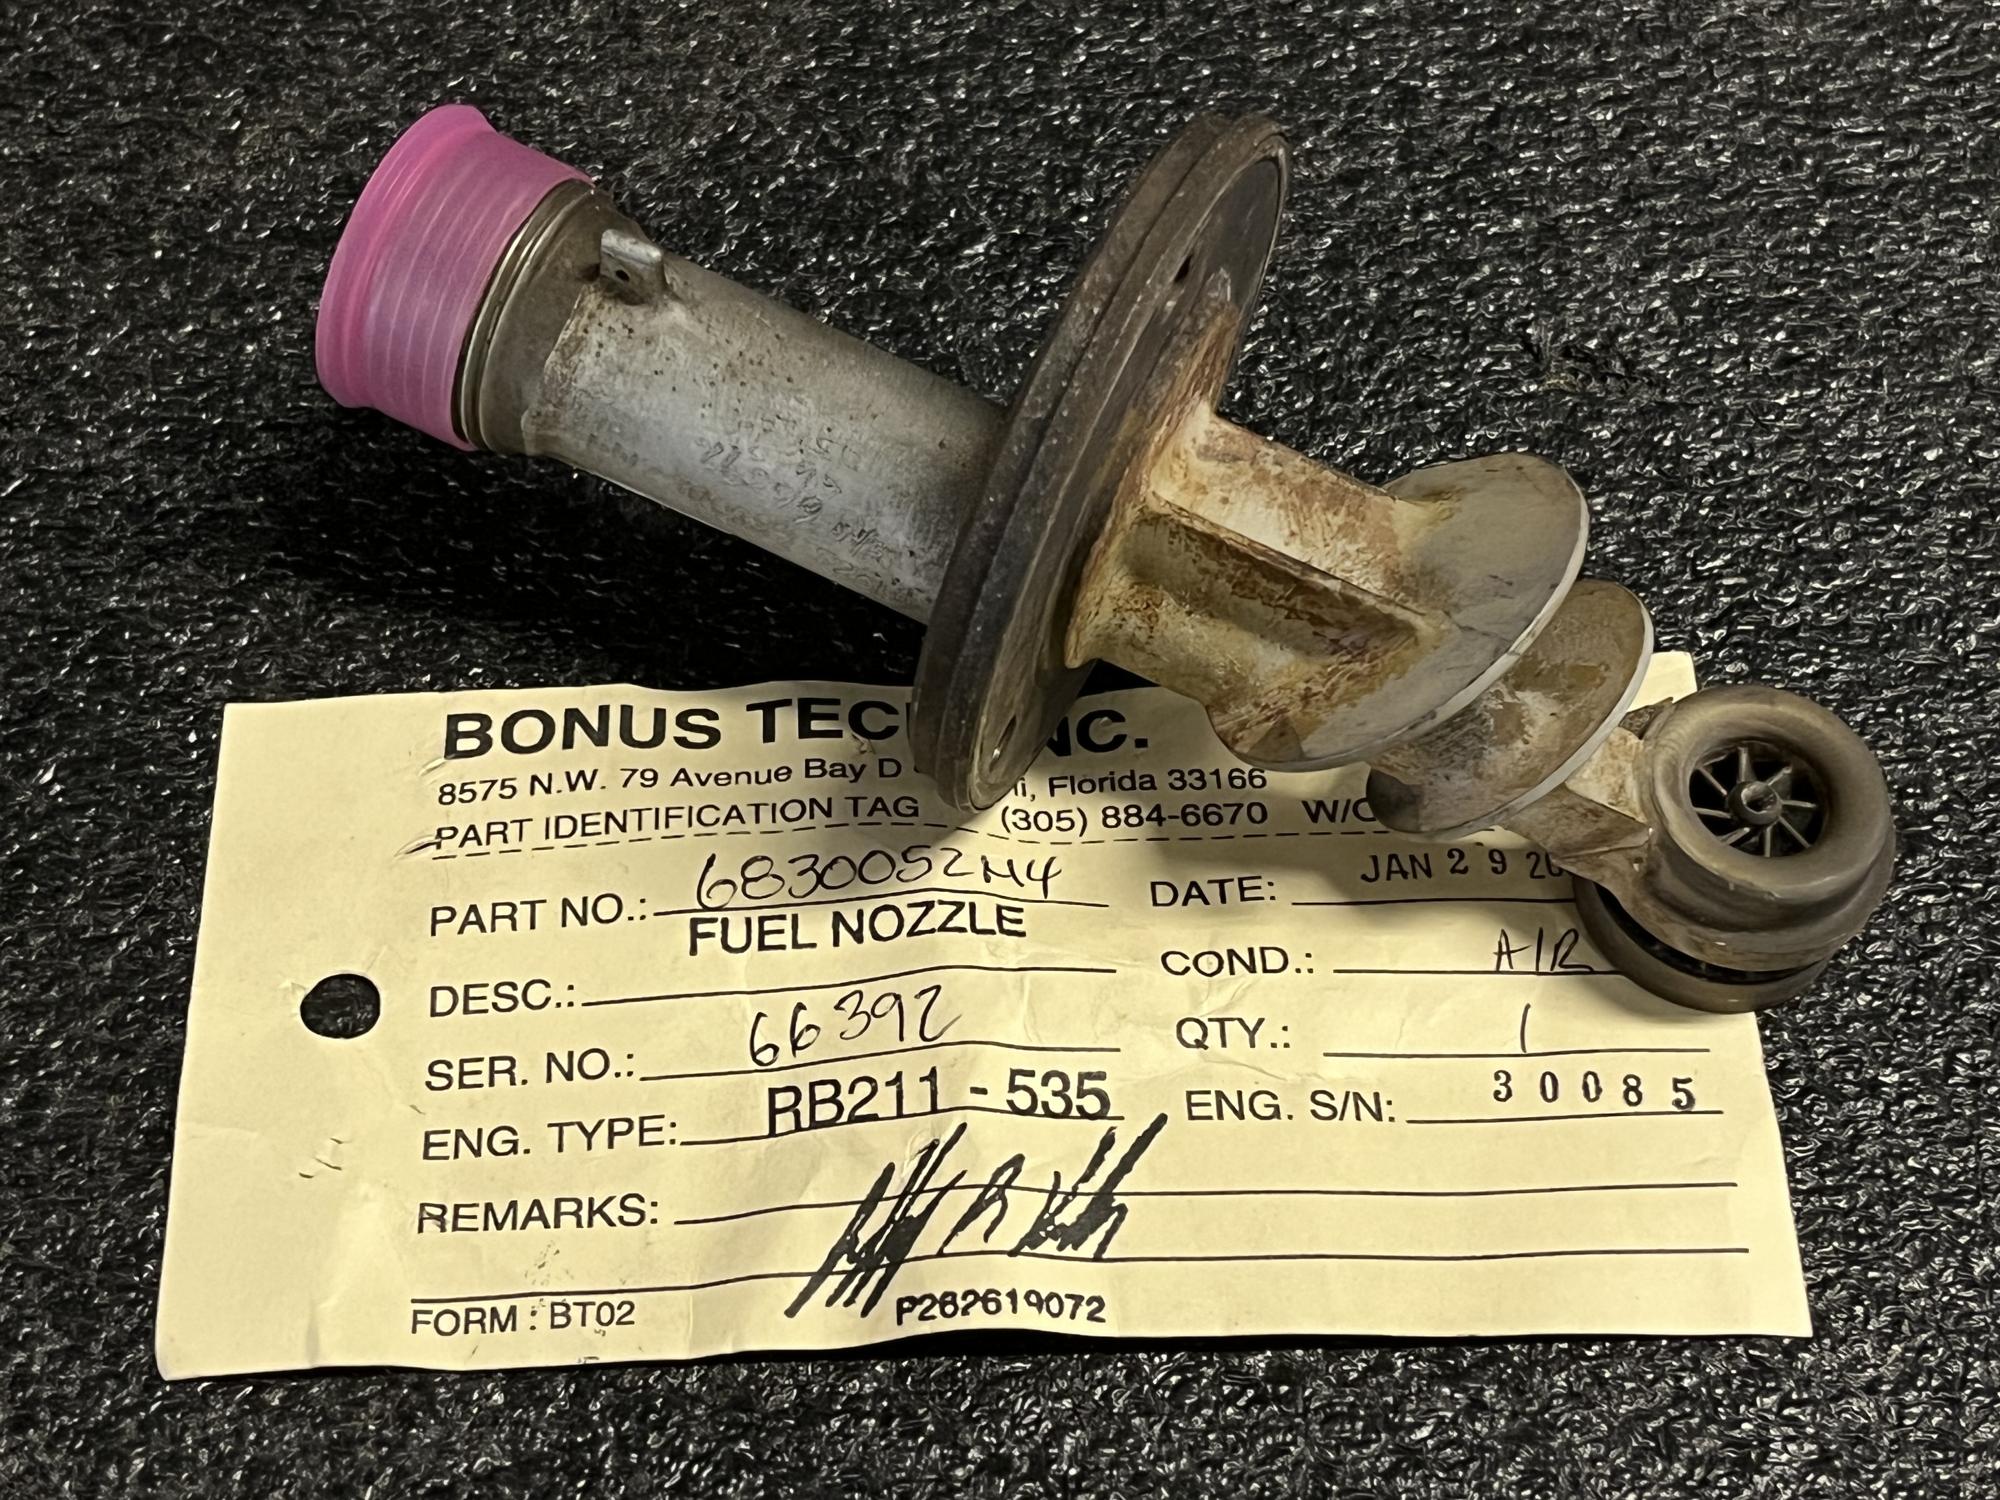 BONUS TEC NC.
8575 N.W. 79 Avenue Bay D Florida 33166
PART IDENTIFICATION TAG (305) 884-6670 W/O
PART NO.: 6830052M4 DATE: JAN 29 20
FUEL NOZZLE
DESC.: COND.: A/R
SER. NO.: 66392 QTY.: 1
ENG. TYPE: RB211-535 ENG. S/N: 30085
REMARKS:
FORM : BT02 P262619072